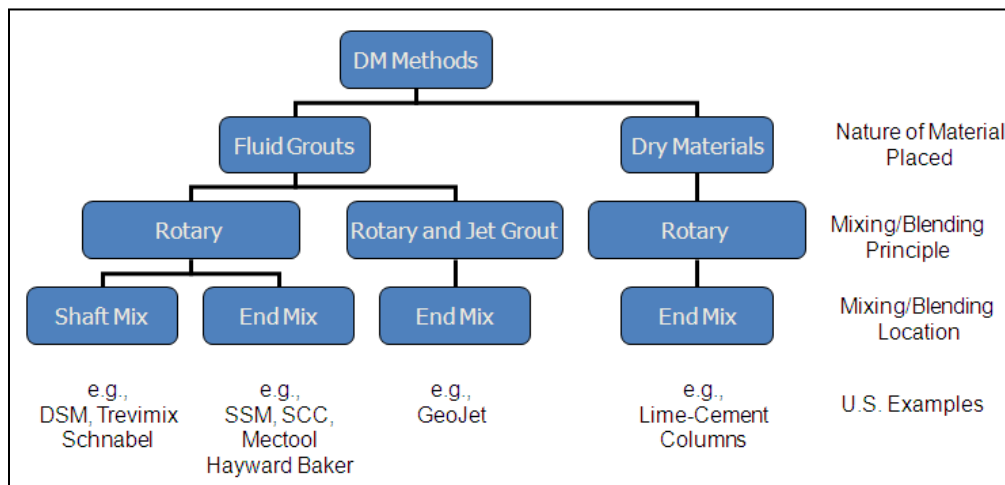 DM Methods
Fluid Grouts
Dry Materials
Nature of Material
Placed
Rotary
Rotary and Jet Grout
Rotary
Mixing/Blending
Principle
Shaft Mix
End Mix
End Mix
End Mix
Mixing/Blending
Location
e.g.,
DSM, Trevimix
Schnabel
e.g.,
SSM, SCC,
Mectool
Hayward Baker
e.g.,
GeoJet
e.g.,
Lime-Cement
Columns
U.S. Examples